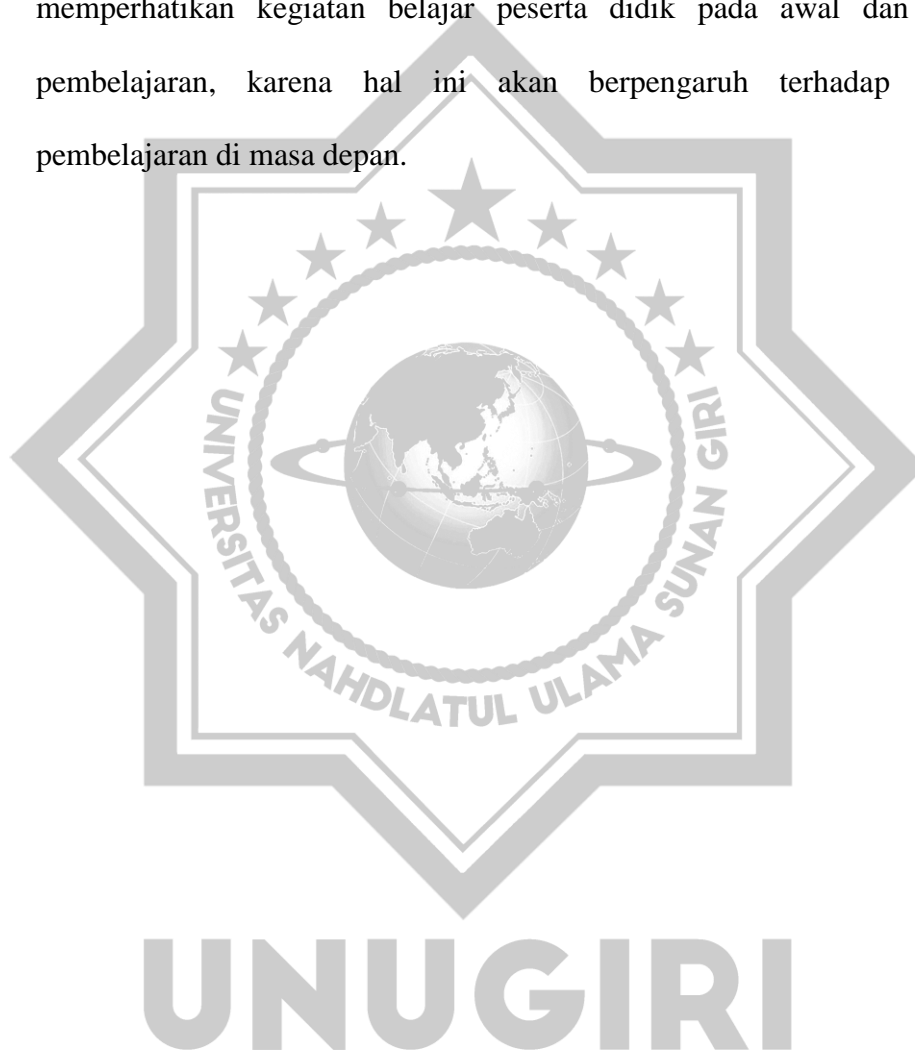 memperhatikan kegiatan belajar peserta didik pada awal dan
pembelajaran, karena hal ini akan berpengaruh terhadap
pembelajaran di masa depan.
UNIVERSITAS NAHDLATUL ULAMA SUNAN GIRI
UNUGIRI